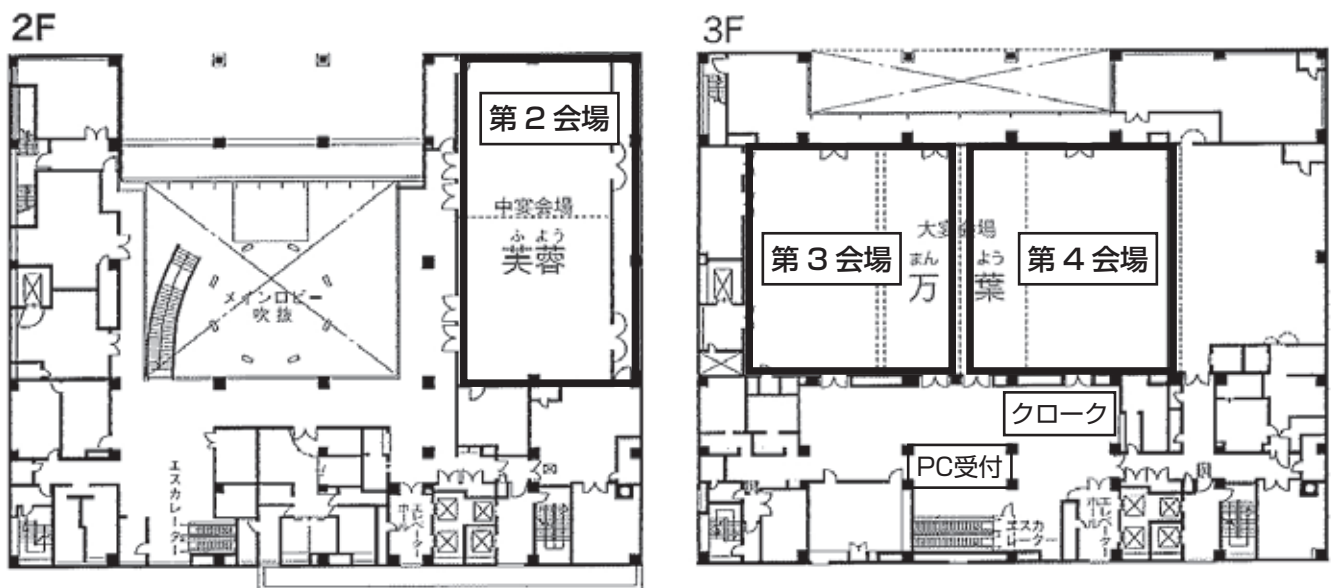 2F
第2会場
中宴会場
ふよう
芙蓉
メインロビー
吹抜
エスカレーター
エレベーター
ホール
3F
大宴会場
第3会場
第4会場
まん よう
万 葉
クローク
PC受付
エスカ
レーター
エレベーター
ホール